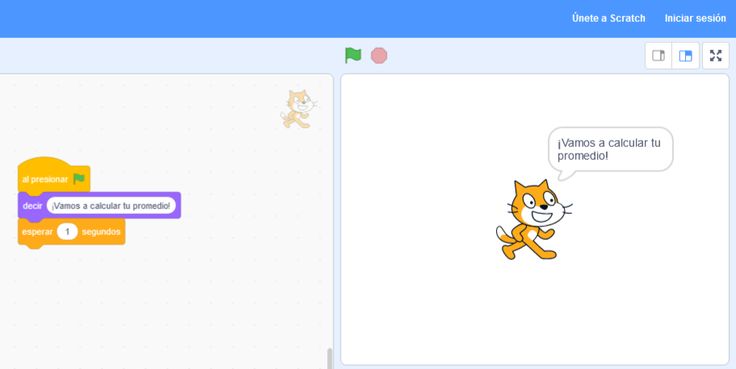 Únete a Scratch Iniciar sesión
al presionar
decir ¡Vamos a calcular tu promedio!
esperar 1 segundos
¡Vamos a calcular tu
promedio!